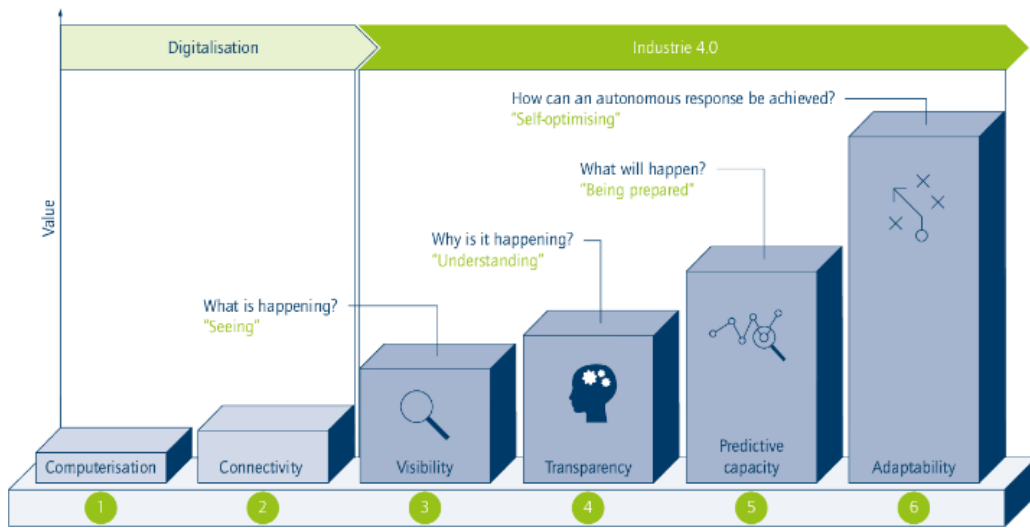 Digitalisation
Industrie 4.0
How can an autonomous response be achieved?
"Self-optimising"
What will happen?
"Being prepared"
Value
Why is it happening?
"Understanding"
What is happening?
"Seeing"
Computerisation
Connectivity
Visibility
Transparency
Predictive
capacity
Adaptability
1
2
3
4
5
6